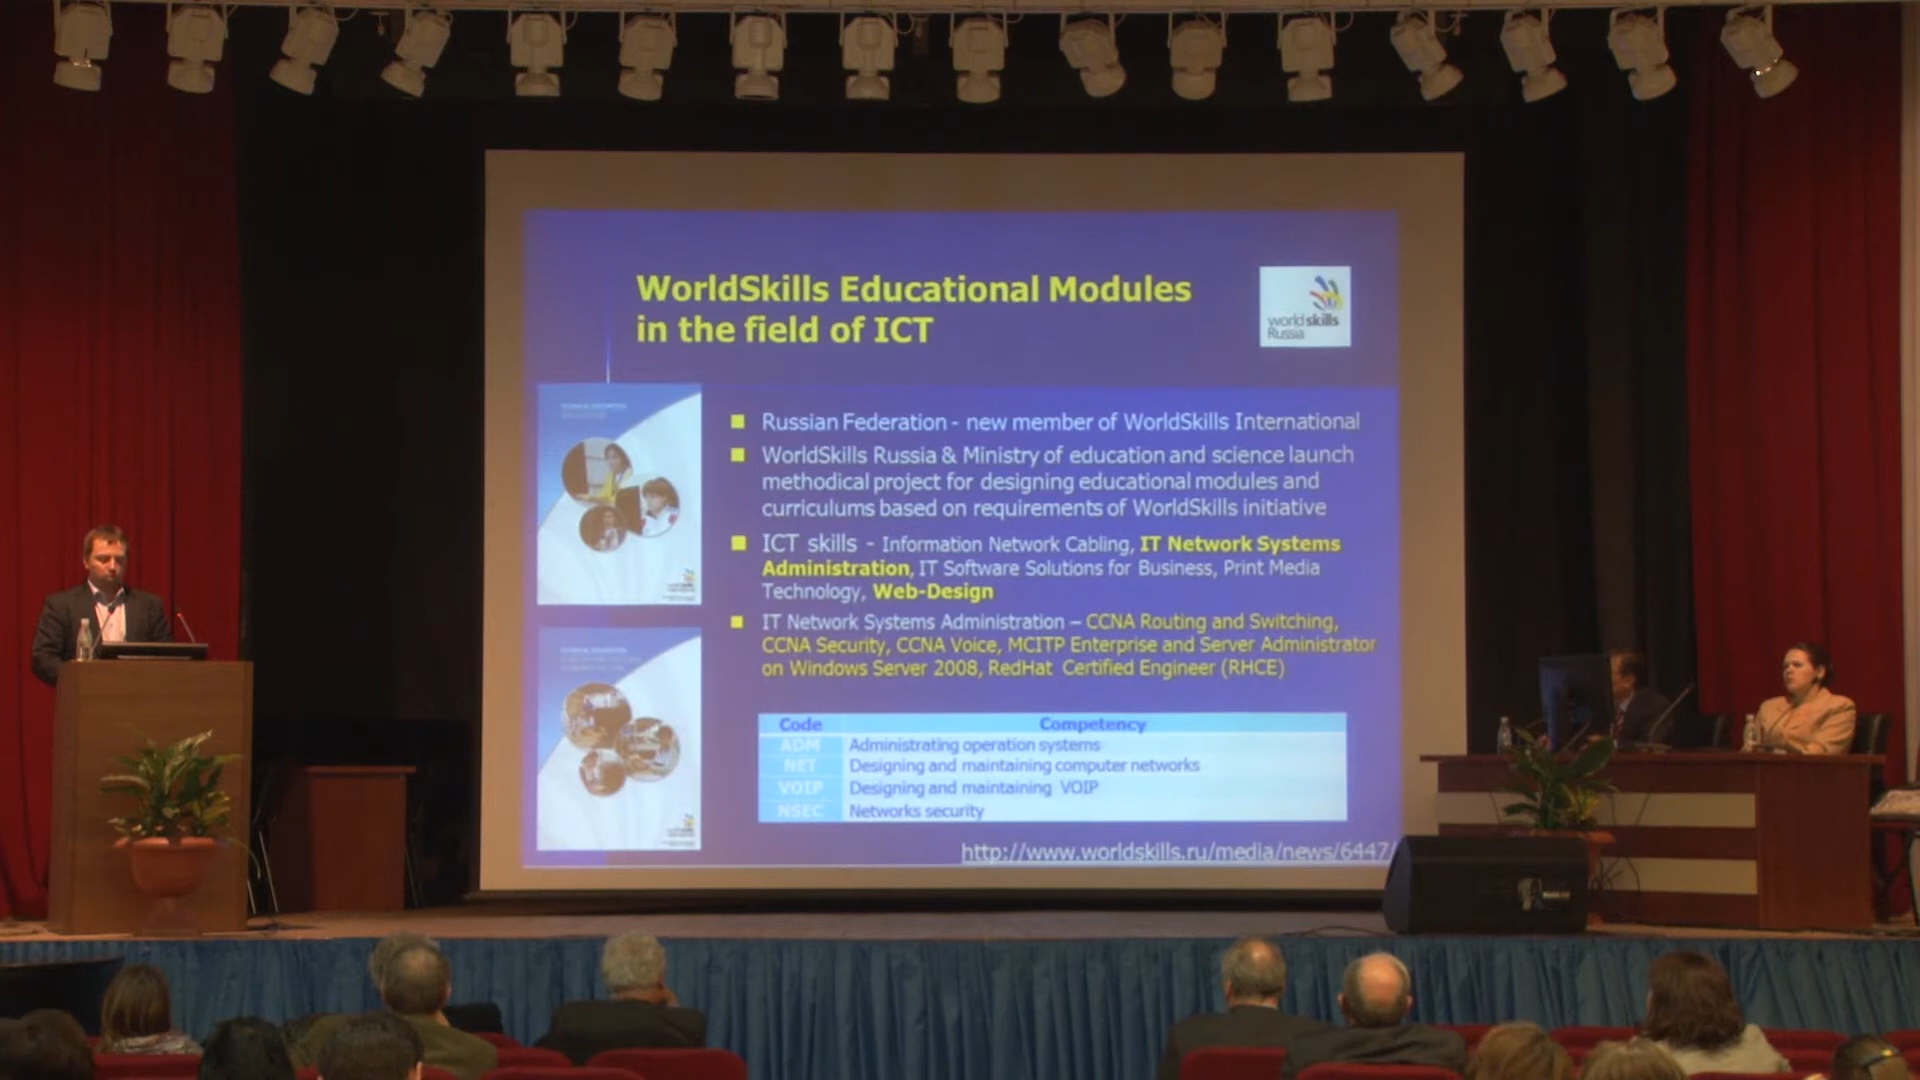 WorldSkills Educational Modules
in the field of ICT
world skills
Russia
Russian Federation - new member of WorldSkills International
WorldSkills Russia & Ministry of education and science launch
methodical project for designing educational modules and
curriculums based on requirements of WorldSkills initiative
ICT skills - Information Network Cabling, IT Network Systems
Administration, IT Software Solutions for Business, Print Media
Technology, Web-Design
IT Network Systems Administration – CCNA Routing and Switching,
CCNA Security, CCNA Voice, MCITP Enterprise and Server Administrator
on Windows Server 2008, RedHat Certified Engineer (RHCE)
Code Competency
ADM Administrating operation systems
NET Designing and maintaining computer networks
VOIP Designing and maintaining VOIP
NSEC Networks security
http://www.worldskills.ru/media/news/6447/